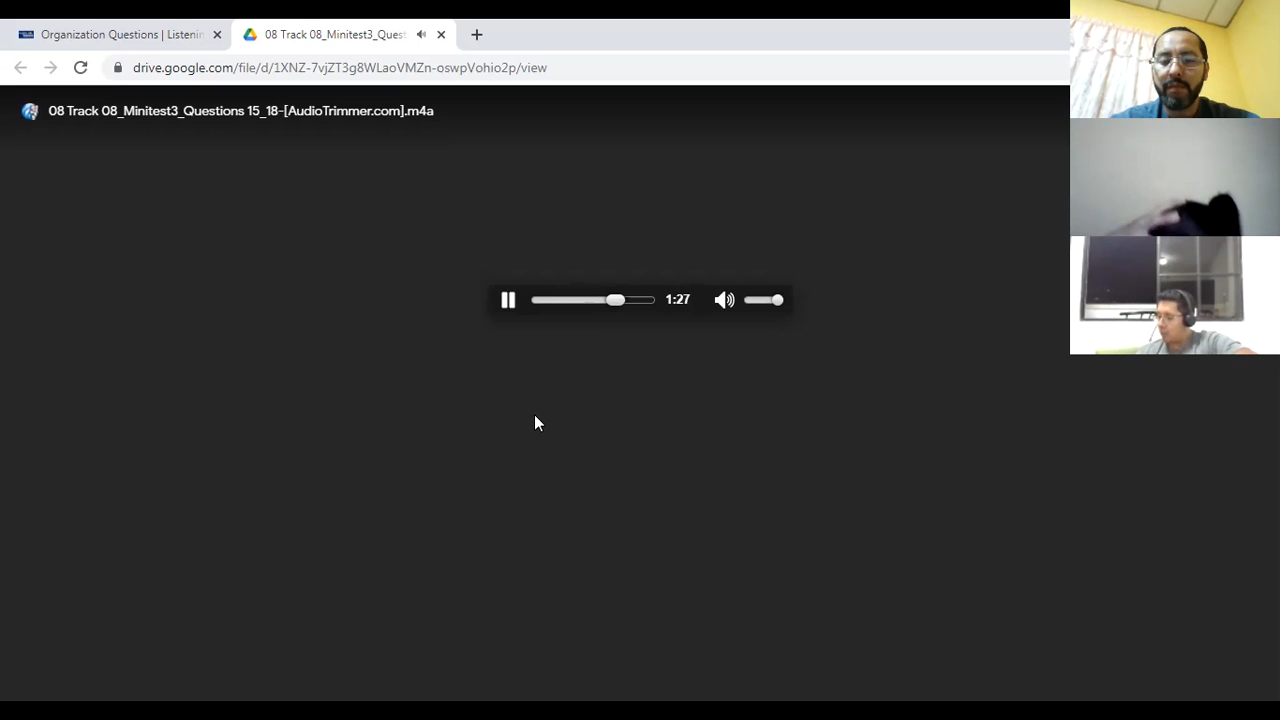 Organization Questions | Listenin
08 Track 08_Minitest3_Quest
drive.google.com/file/d/1XNZ-7vjZT3g8WLaoVMZn-oswpVohio2p/view
08 Track 08_Minitest3_Questions 15_18-[AudioTrimmer.com].m4a
1:27